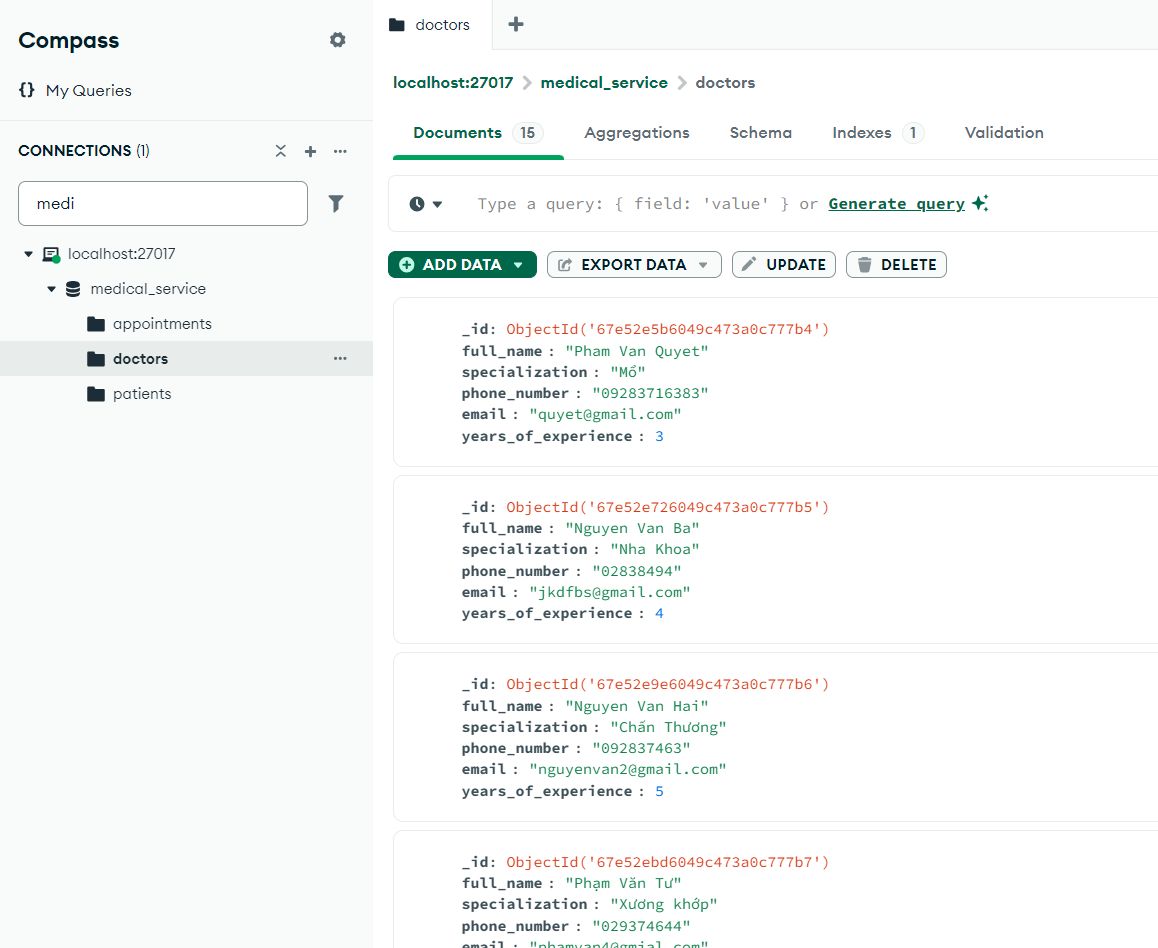 Compass
{} My Queries
CONNECTIONS (1)
medi
localhost:27017
medical_service
appointments
doctors
patients
doctors
localhost:27017 > medical_service > doctors
Documents 15 Aggregations Schema Indexes 1 Validation
Type a query: { field: 'value' } or Generate query
ADD DATA EXPORT DATA UPDATE DELETE
_id: ObjectId('67e52e5b6049c473a0c777b4')
full_name : "Pham Van Quyet"
specialization : "Mổ"
phone_number : "09283716383"
email : "quyet@gmail.com"
years_of_experience : 3
_id: ObjectId('67e52e726049c473a0c777b5')
full_name : "Nguyen Van Ba"
specialization : "Nha Khoa"
phone_number : "02838494"
email : "jkdfbs@gmail.com"
years_of_experience : 4
_id: ObjectId('67e52e9e6049c473a0c777b6')
full_name : "Nguyen Van Hai"
specialization : "Chấn Thương"
phone_number : "092837463"
email : "nguyenvan2@gmail.com"
years_of_experience : 5
_id: ObjectId('67e52ebd6049c473a0c777b7')
full_name : "Phạm Văn Tư"
specialization : "Xương khớp"
phone_number : "029374644"
email : "phamvan4@gmial.com"